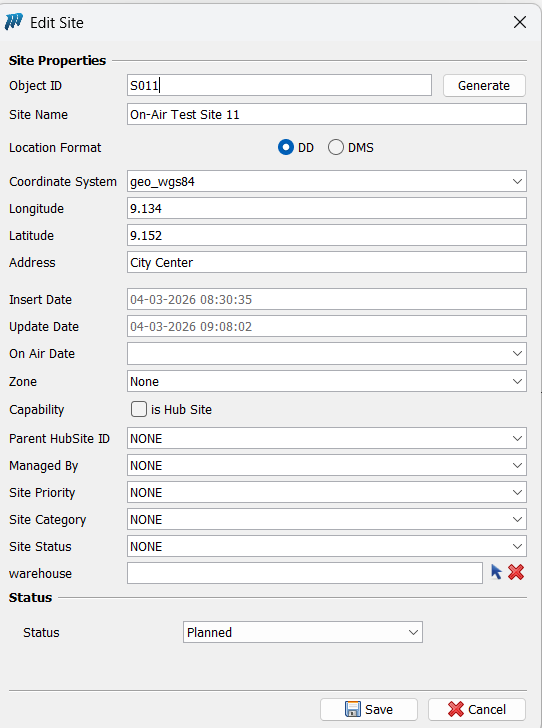 Edit Site
Site Properties
Object ID S011 Generate
Site Name On-Air Test Site 11
Location Format DD DMS
Coordinate System geo_wgs84
Longitude 9.134
Latitude 9.152
Address City Center
Insert Date 04-03-2026 08:30:35
Update Date 04-03-2026 09:08:02
On Air Date
Zone None
Capability is Hub Site
Parent HubSite ID NONE
Managed By NONE
Site Priority NONE
Site Category NONE
Site Status NONE
warehouse
Status
Status Planned
Save Cancel